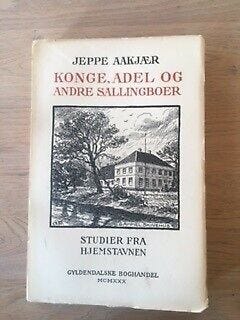 JEPPE AAKJÆR
KONGE, ADEL OG
ANDRE SALLINGBOER
STUDIER FRA
HJEMSTAVNEN
GYLDENDALSKE BOGHANDEL
MCMXXX